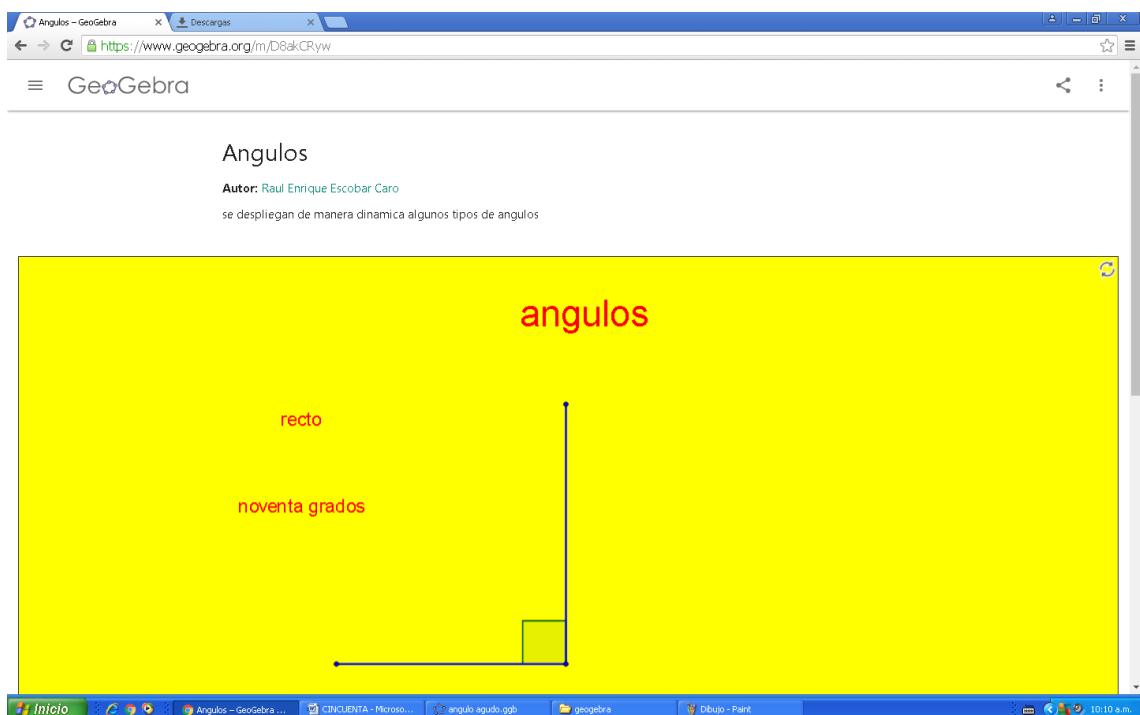 Angulos – GeoGebra
Descargas
https://www.geogebra.org/m/D8akCRyw
GeoGebra
Angulos
Autor: Raul Enrique Escobar Caro
se despliegan de manera dinamica algunos tipos de angulos
angulos
recto
noventa grados
Inicio
Angulos – GeoGebra ...
CINCUENTA - Microso...
angulo agudo.ggb
geogebra
Dibujo - Paint
10:10 a.m.